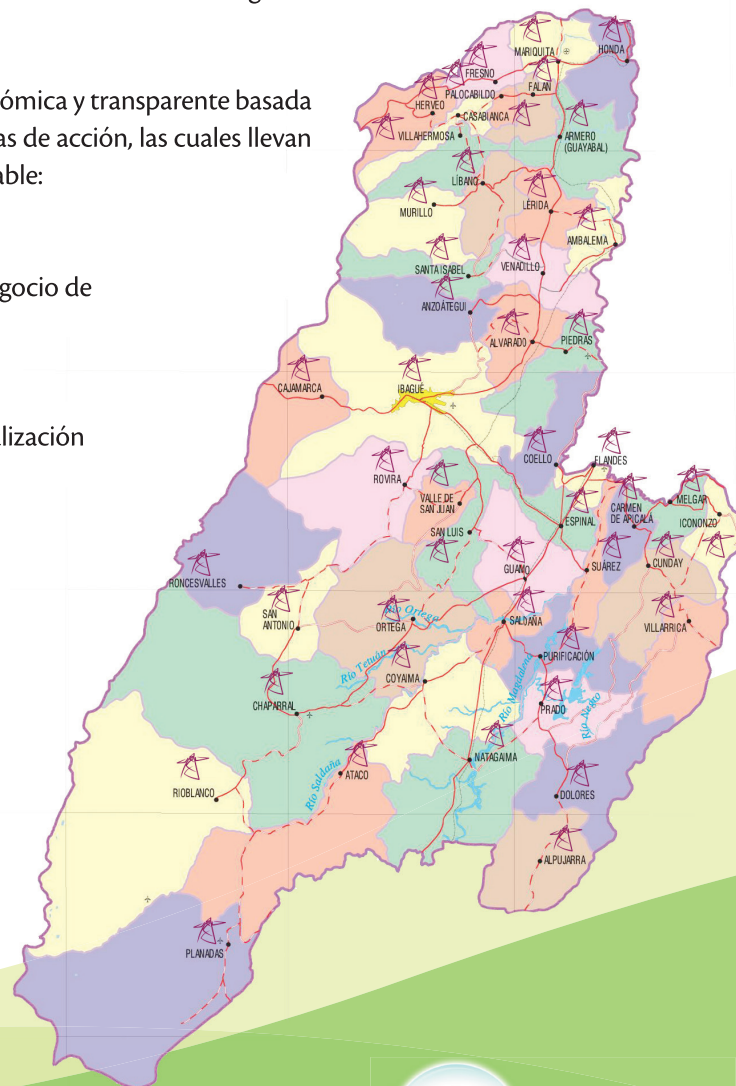 ómica y transparente basada
as de acción, las cuales llevan
able:
gocio de
alización
MARIQUITA
HONDA
FRESNO
FALAN
PALOCABILDO
HERVEO
CASABIANCA
VILLAHERMOSA
ARMERO
(GUAYABAL)
LÍBANO
MURILLO
LÉRIDA
AMBALEMA
SANTA ISABEL
VENADILLO
ANZOÁTEGUI
ALVARADO
PIEDRAS
CAJAMARCA
IBAGUÉ
COELLO
FLANDES
ROVIRA
VALLE DE
SAN JUAN
MELGAR
CARMEN
DE APICALÁ
ICONONZO
ESPINAL
SAN LUIS
GUAMO
SUÁREZ
CUNDAY
RONCESVALLES
SAN
ANTONIO
Río Ortega
ORTEGA
SALDAÑA
VILLARRICA
Río Tetuán
COYAIMA
PURIFICACIÓN
Río Magdalena
CHAPARRAL
PRADO
Río Negro
NATAGAIMA
Río Saldaña
ATACO
RIOBLANCO
DOLORES
ALPUJARRA
PLANADAS